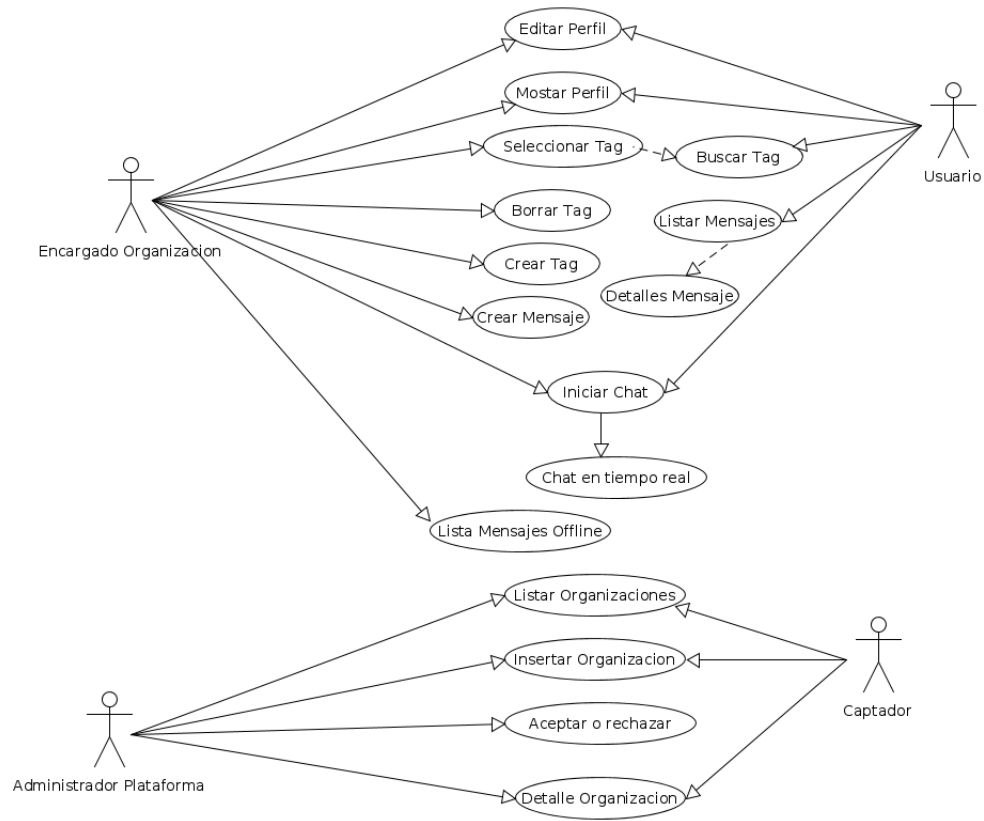 Editar Perfil
Mostar Perfil
Seleccionar Tag
Buscar Tag
Usuario
Borrar Tag
Listar Mensajes
Encargado Organizacion
Crear Tag
Detalles Mensaje
Crear Mensaje
Iniciar Chat
Chat en tiempo real
Lista Mensajes Offline
Listar Organizaciones
Insertar Organizacion
Captador
Aceptar o rechazar
Administrador Plataforma
Detalle Organizacion